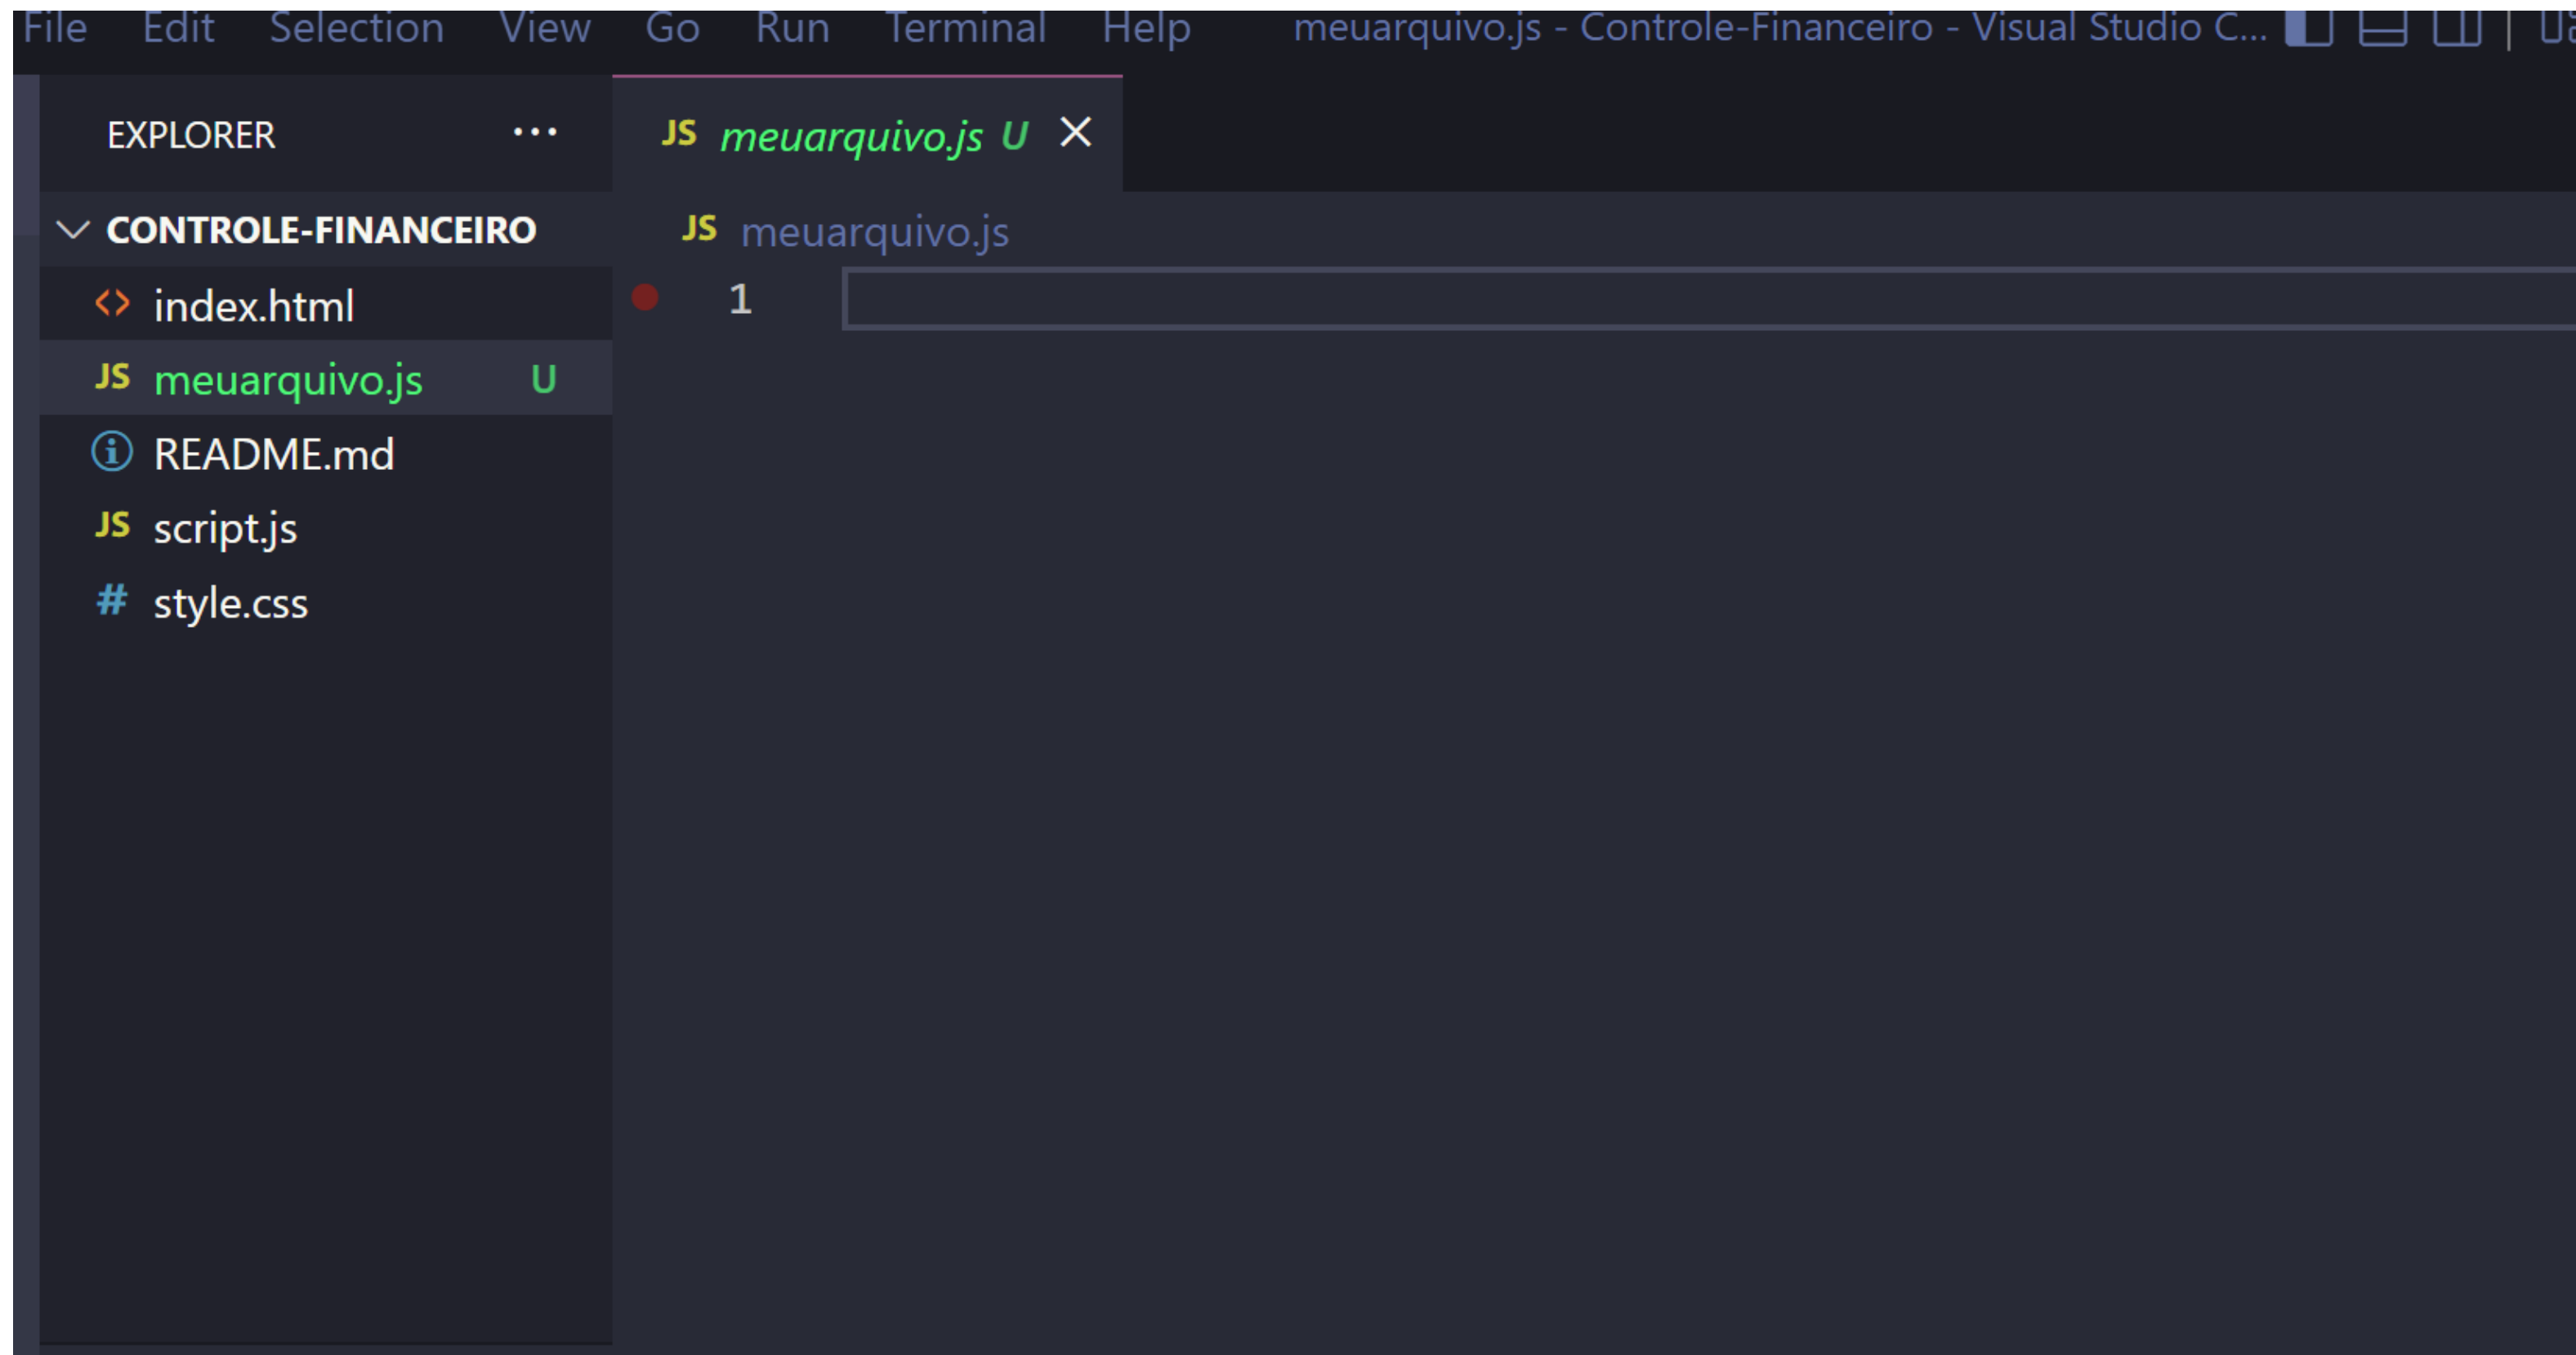 File Edit Selection View Go Run Terminal Help meuarquivo.js - Controle-Financeiro - Visual Studio C...
EXPLORER ...
JS meuarquivo.js U
CONTROLE-FINANCEIRO
JS meuarquivo.js
<> index.html
1
JS meuarquivo.js U
README.md
JS script.js
# style.css